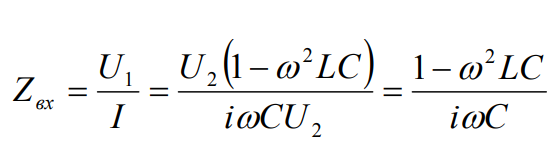 Z_вх = U_1 / I = U_2(1 − ω²LC) / iωCU_2 = 1 − ω²LC / iωC